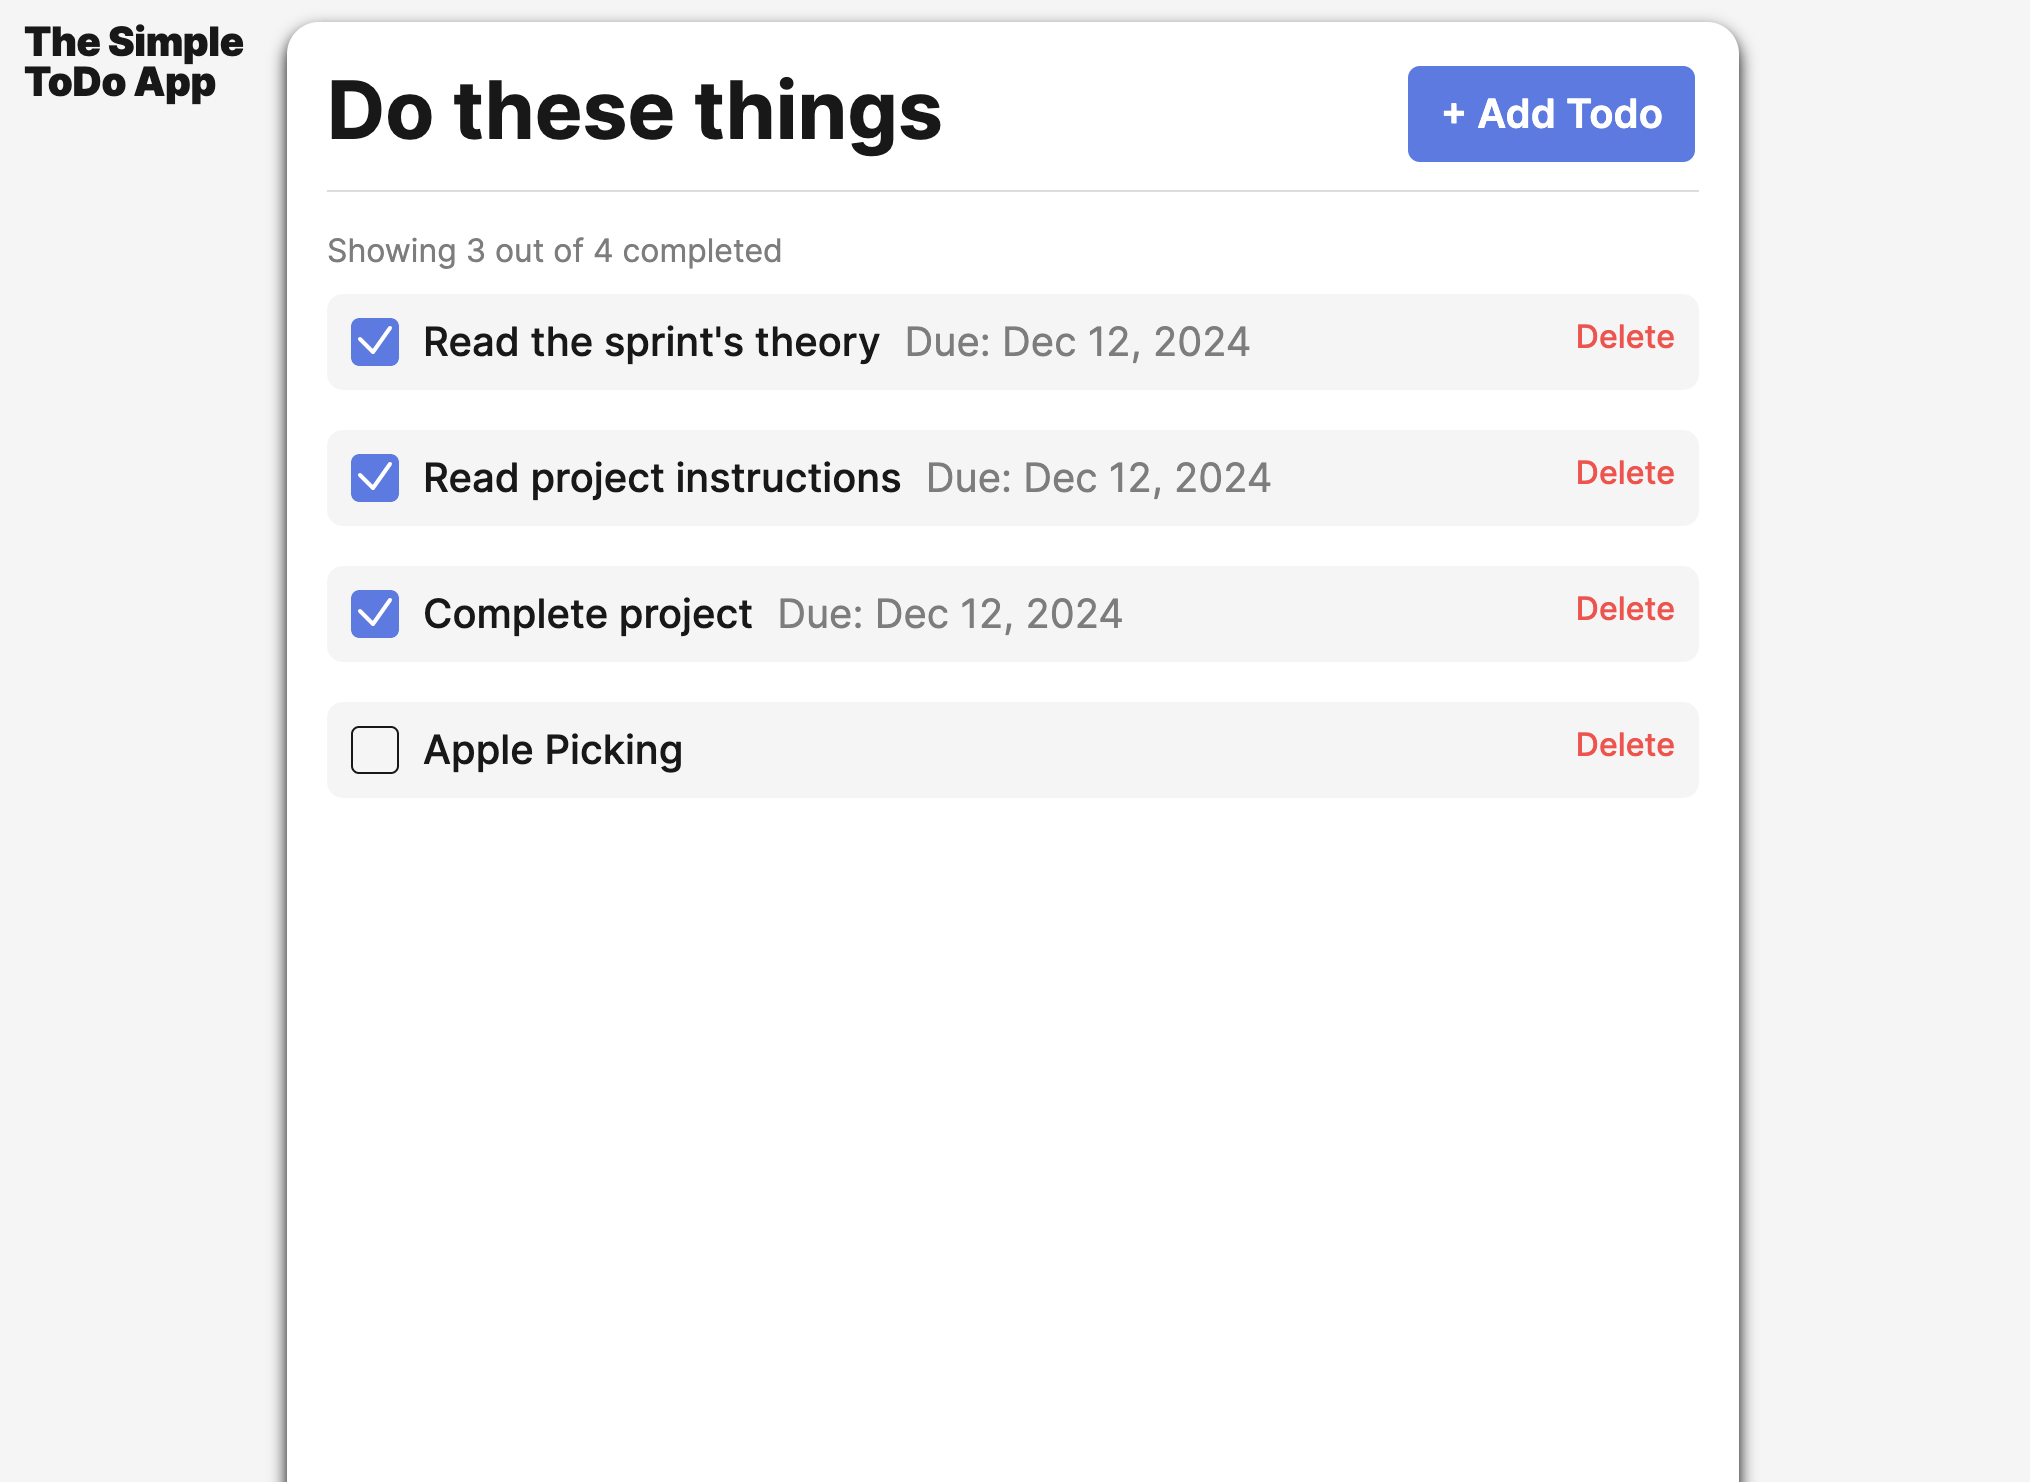 The Simple
ToDo App
Do these things
+ Add Todo
Showing 3 out of 4 completed
Read the sprint's theory Due: Dec 12, 2024 Delete
Read project instructions Due: Dec 12, 2024 Delete
Complete project Due: Dec 12, 2024 Delete
Apple Picking Delete